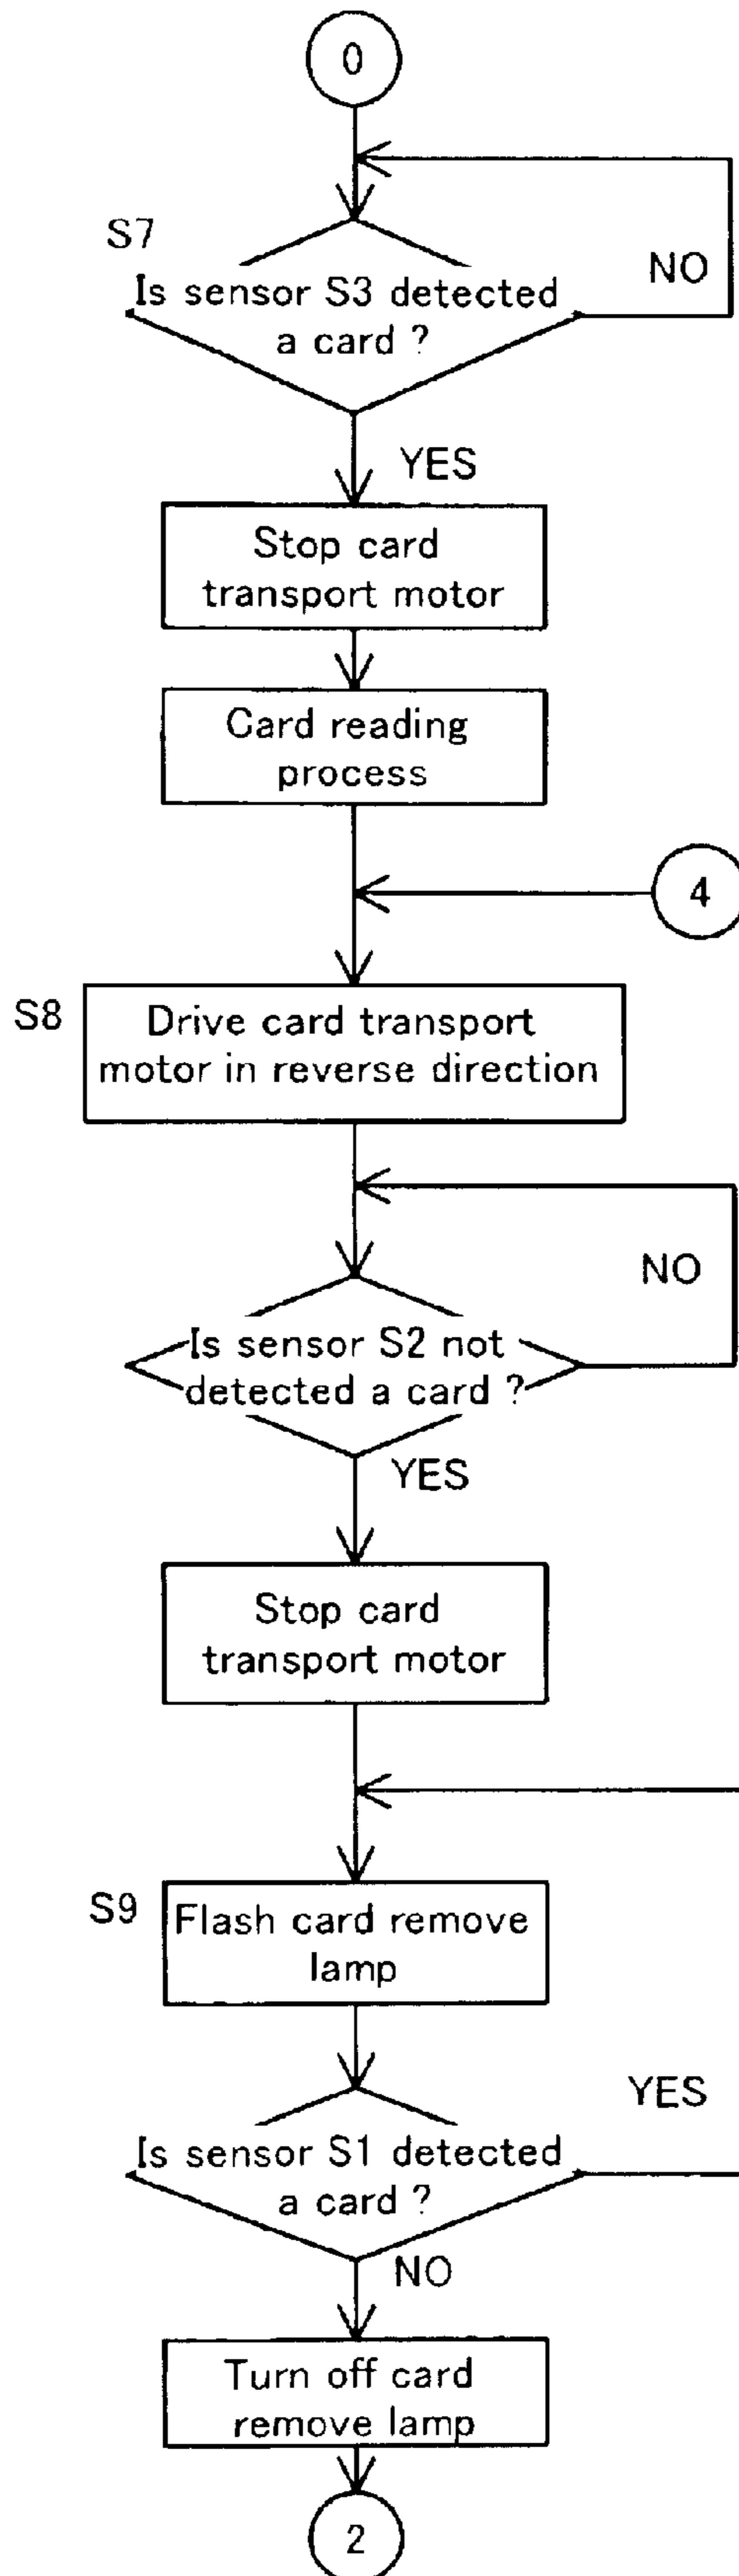 0
S7
NO
Is sensor S3 detected
a card ?
YES
Stop card
transport motor
Card reading
process
4
S8
Drive card transport
motor in reverse direction
NO
Is sensor S2 not
detected a card ?
YES
Stop card
transport motor
S9
Flash card remove
lamp
YES
Is sensor S1 detected
a card ?
NO
Turn off card
remove lamp
2